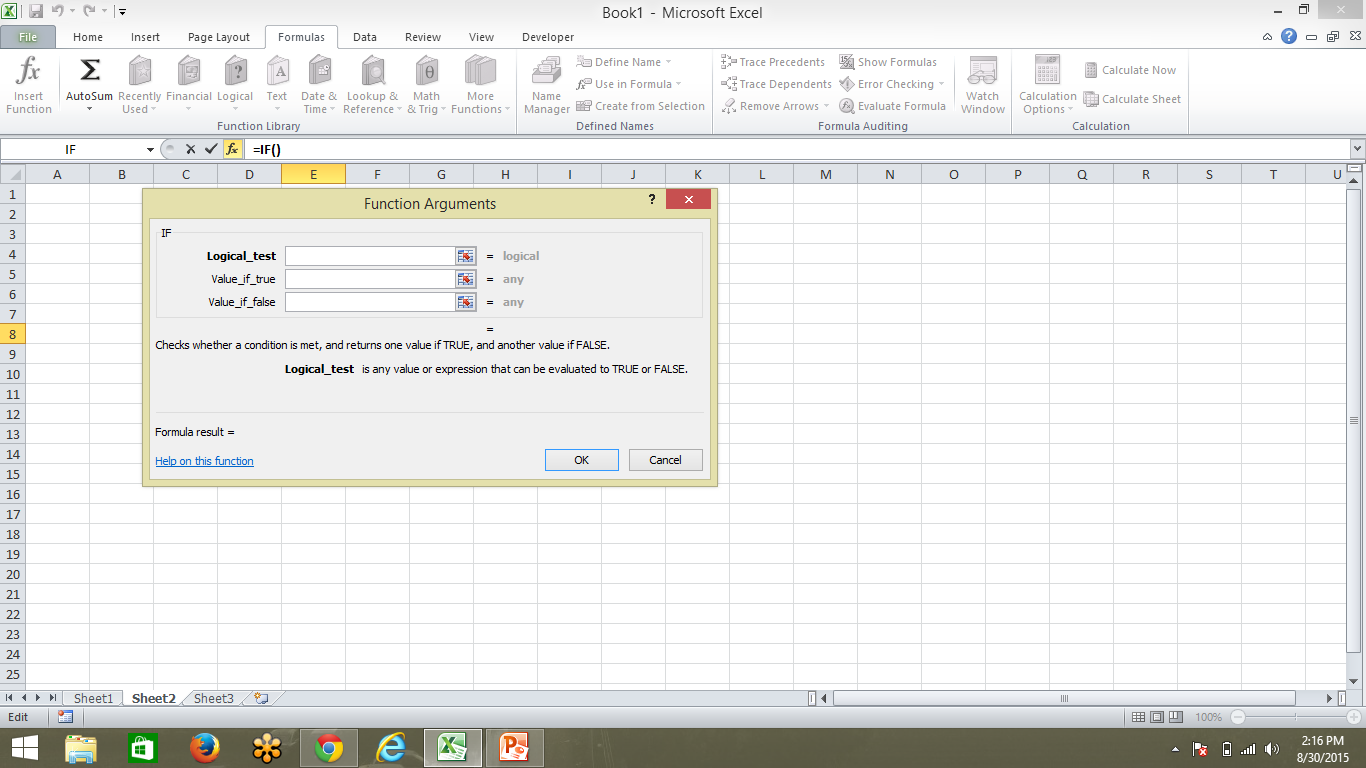 Book1 - Microsoft Excel
File Home Insert Page Layout Formulas Data Review View Developer
Insert Function
AutoSum
Recently Used
Financial
Logical
Text
Date & Time
Lookup & Reference
Math & Trig
More Functions
Function Library
Name Manager
Define Name
Use in Formula
Create from Selection
Defined Names
Trace Precedents
Trace Dependents
Remove Arrows
Show Formulas
Error Checking
Evaluate Formula
Formula Auditing
Watch Window
Calculation Options
Calculate Now
Calculate Sheet
Calculation
IF fx =IF()
A B C D E F G H I J K L M N O P Q R S T U
1
2
3
4
5
6
7
8
9
10
11
12
13
14
15
16
17
18
19
20
21
22
23
24
25
Function Arguments ?
IF
Logical_test = logical
Value_if_true = any
Value_if_false = any
=
Checks whether a condition is met, and returns one value if TRUE, and another value if FALSE.
Logical_test is any value or expression that can be evaluated to TRUE or FALSE.
Formula result =
Help on this function OK Cancel
Sheet1 Sheet2 Sheet3
Edit 100%
2:16 PM
8/30/2015